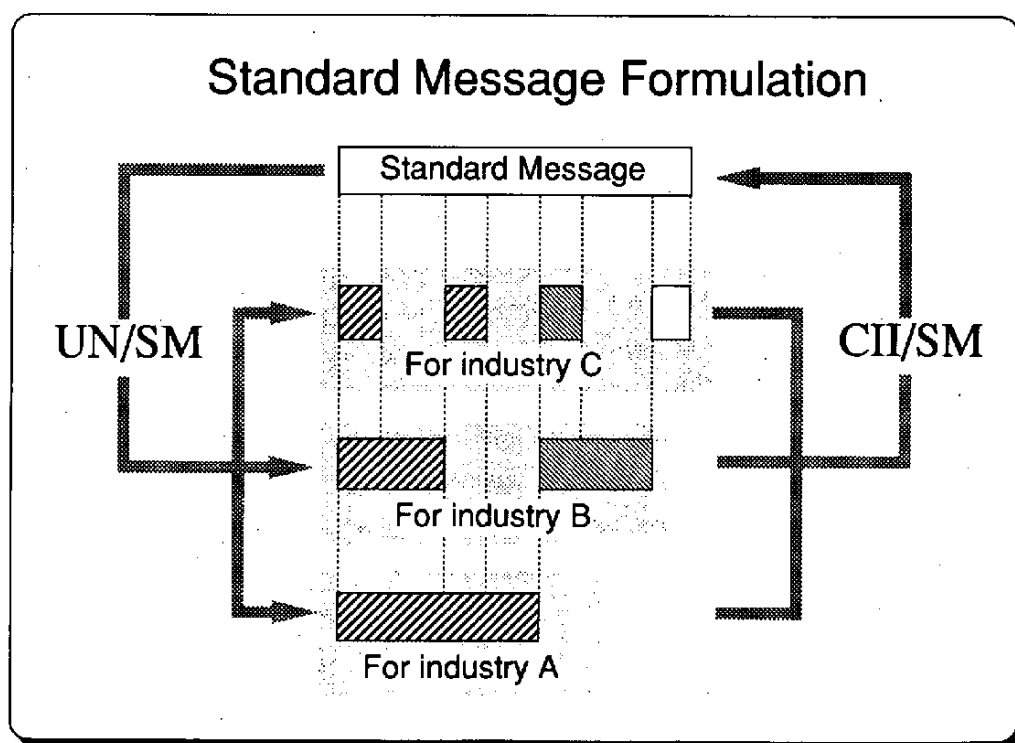 Standard Message Formulation
Standard Message
UN/SM
CII/SM
For industry C
For industry B
For industry A